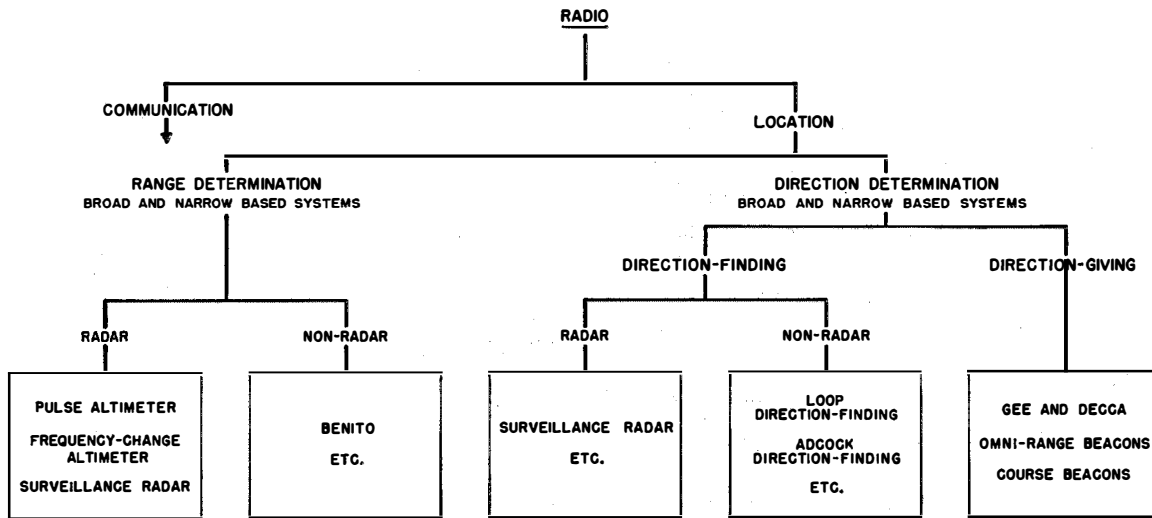 RADIO
COMMUNICATION
LOCATION
RANGE DETERMINATION
BROAD AND NARROW BASED SYSTEMS
DIRECTION DETERMINATION
BROAD AND NARROW BASED SYSTEMS
DIRECTION-FINDING
DIRECTION-GIVING
RADAR
NON-RADAR
RADAR
NON-RADAR
PULSE ALTIMETER
FREQUENCY-CHANGE
ALTIMETER
SURVEILLANCE RADAR
BENITO
ETC.
SURVEILLANCE RADAR
ETC.
LOOP
DIRECTION-FINDING
ADCOCK
DIRECTION-FINDING
ETC.
GEE AND DECCA
OMNI-RANGE BEACONS
COURSE BEACONS